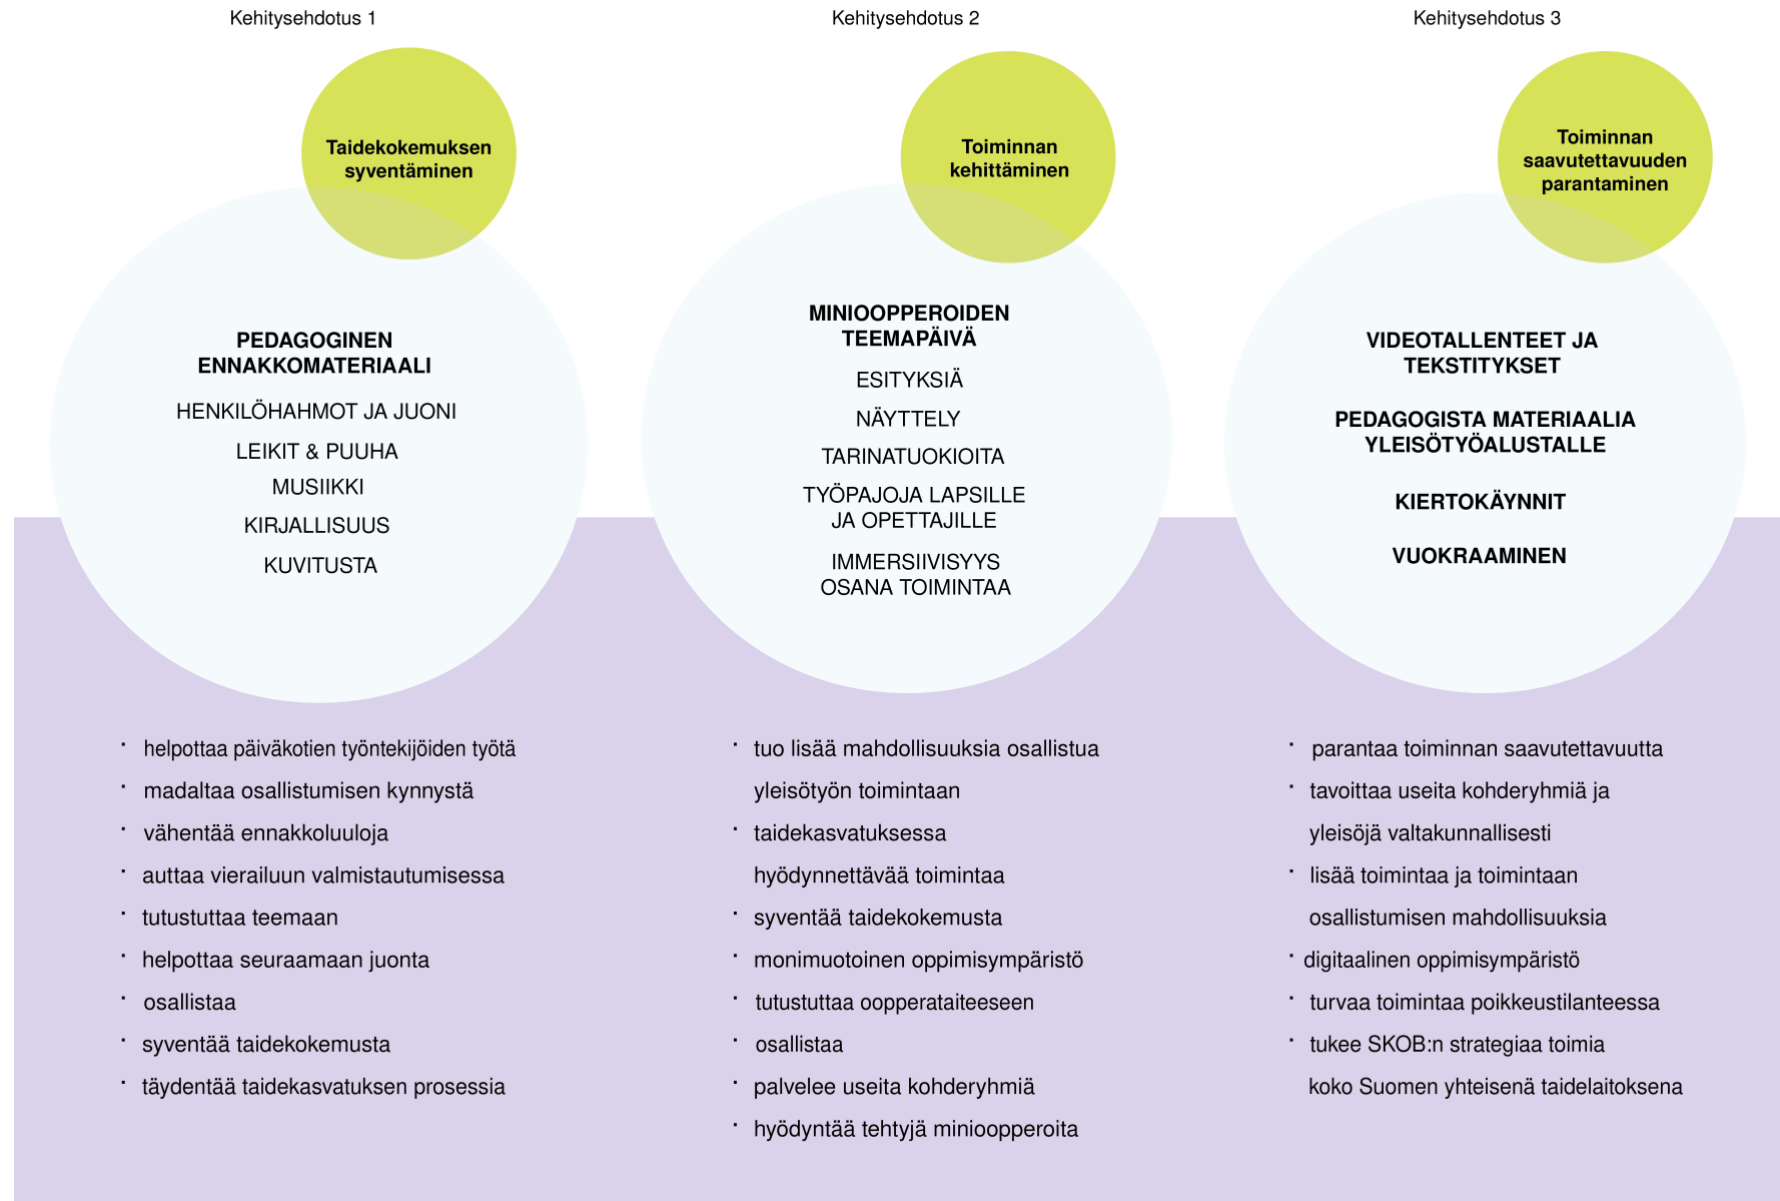 Kehitysehdotus 1
Taidekokemuksen
syventäminen
PEDAGOGINEN
ENNAKKOMATERIAALI
HENKILÖHAHMOT JA JUONI
LEIKIT & PUUHA
MUSIIKKI
KIRJALLISUUS
KUVITUSTA
· helpottaa päiväkotien työntekijöiden työtä
· madaltaa osallistumisen kynnystä
· vähentää ennakkoluuloja
· auttaa vierailuun valmistautumisessa
· tutustuttaa teemaan
· helpottaa seuraamaan juonta
· osallistaa
· syventää taidekokemusta
· täydentää taidekasvatuksen prosessia
Kehitysehdotus 2
Toiminnan
kehittäminen
MINIOOPPEROIDEN
TEEMAPÄIVÄ
ESITYKSIÄ
NÄYTTELY
TARINATUOKIOITA
TYÖPAJOJA LAPSILLE
JA OPETTAJILLE
IMMERSIIVISYYS
OSANA TOIMINTAA
· tuo lisää mahdollisuuksia osallistua
yleisötyön toimintaan
· taidekasvatuksessa
hyödynnettävää toimintaa
· syventää taidekokemusta
· monimuotoinen oppimisympäristö
· tutustuttaa oopperataiteeseen
· osallistaa
· palvelee useita kohderyhmiä
· hyödyntää tehtyjä minioopperoita
Kehitysehdotus 3
Toiminnan
saavutettavuuden
parantaminen
VIDEOTALLENTEET JA
TEKSTITYKSET
PEDAGOGISTA MATERIAALIA
YLEISÖTYÖALUSTALLE
KIERTOKÄYNNIT
VUOKRAAMINEN
· parantaa toiminnan saavutettavuutta
· tavoittaa useita kohderyhmiä ja
yleisöjä valtakunnallisesti
· lisää toimintaa ja toimintaan
osallistumisen mahdollisuuksia
· digitaalinen oppimisympäristö
· turvaa toimintaa poikkeustilanteessa
· tukee SKOB:n strategiaa toimia
koko Suomen yhteisenä taidelaitoksena